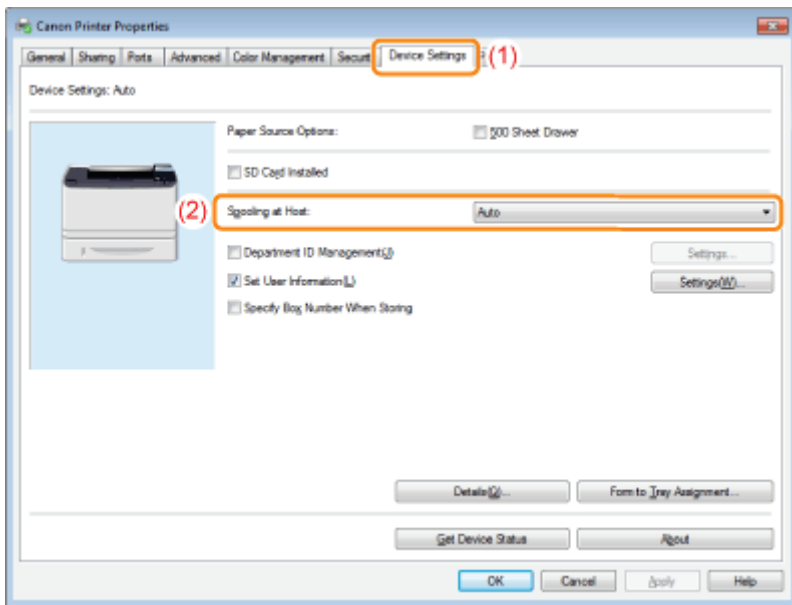 Canon Printer Properties
General Sharing Ports Advanced Color Management Securit Device Settings (1)
Device Settings: Auto
Paper Source Options: 500 Sheet Drawer
SD Card Installed
(2) Spooling at Host: Auto
Department ID Management(J) Settings...
Set User Information(L) Settings(W)...
Specify Box Number When Storing
Details(Q)... Form to Tray Assignment...
Get Device Status About
OK Cancel Apply Help